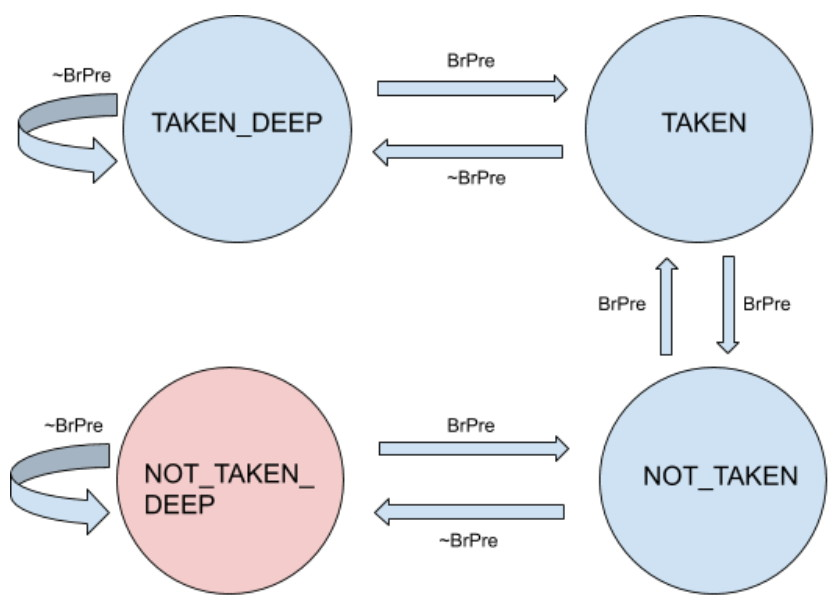 BrPre
~BrPre
TAKEN_DEEP
TAKEN
~BrPre
BrPre
BrPre
~BrPre
BrPre
NOT_TAKEN_
DEEP
NOT_TAKEN
~BrPre